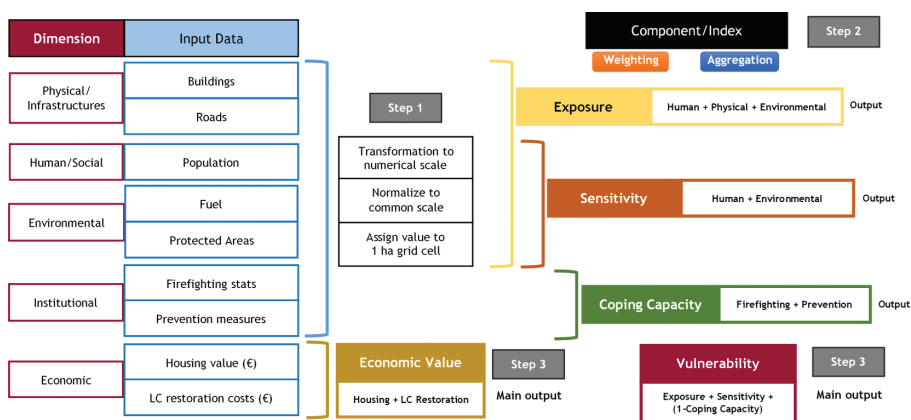 Dimension
Input Data
Physical/
Infrastructures
Buildings
Roads
Human/Social
Population
Environmental
Fuel
Protected Areas
Institutional
Firefighting stats
Prevention measures
Economic
Housing value (€)
LC restoration costs (€)
Step 1
Transformation to
numerical scale
Normalize to
common scale
Assign value to
1 ha grid cell
Economic Value
Housing + LC Restoration
Step 3
Main output
Component/Index
Step 2
Weighting
Aggregation
Exposure
Human + Physical + Environmental
Output
Sensitivity
Human + Environmental
Output
Coping Capacity
Firefighting + Prevention
Output
Vulnerability
Exposure + Sensitivity +
(1-Coping Capacity)
Step 3
Main output